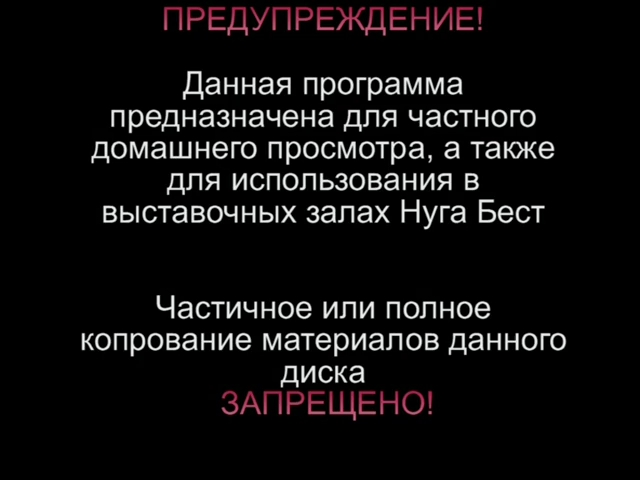 ПРЕДУПРЕЖДЕНИЕ!
Данная программа
предназначена для частного
домашнего просмотра, а также
для использования в
выставочных залах Нуга Бест
Частичное или полное
копрование материалов данного
диска
ЗАПРЕЩЕНО!